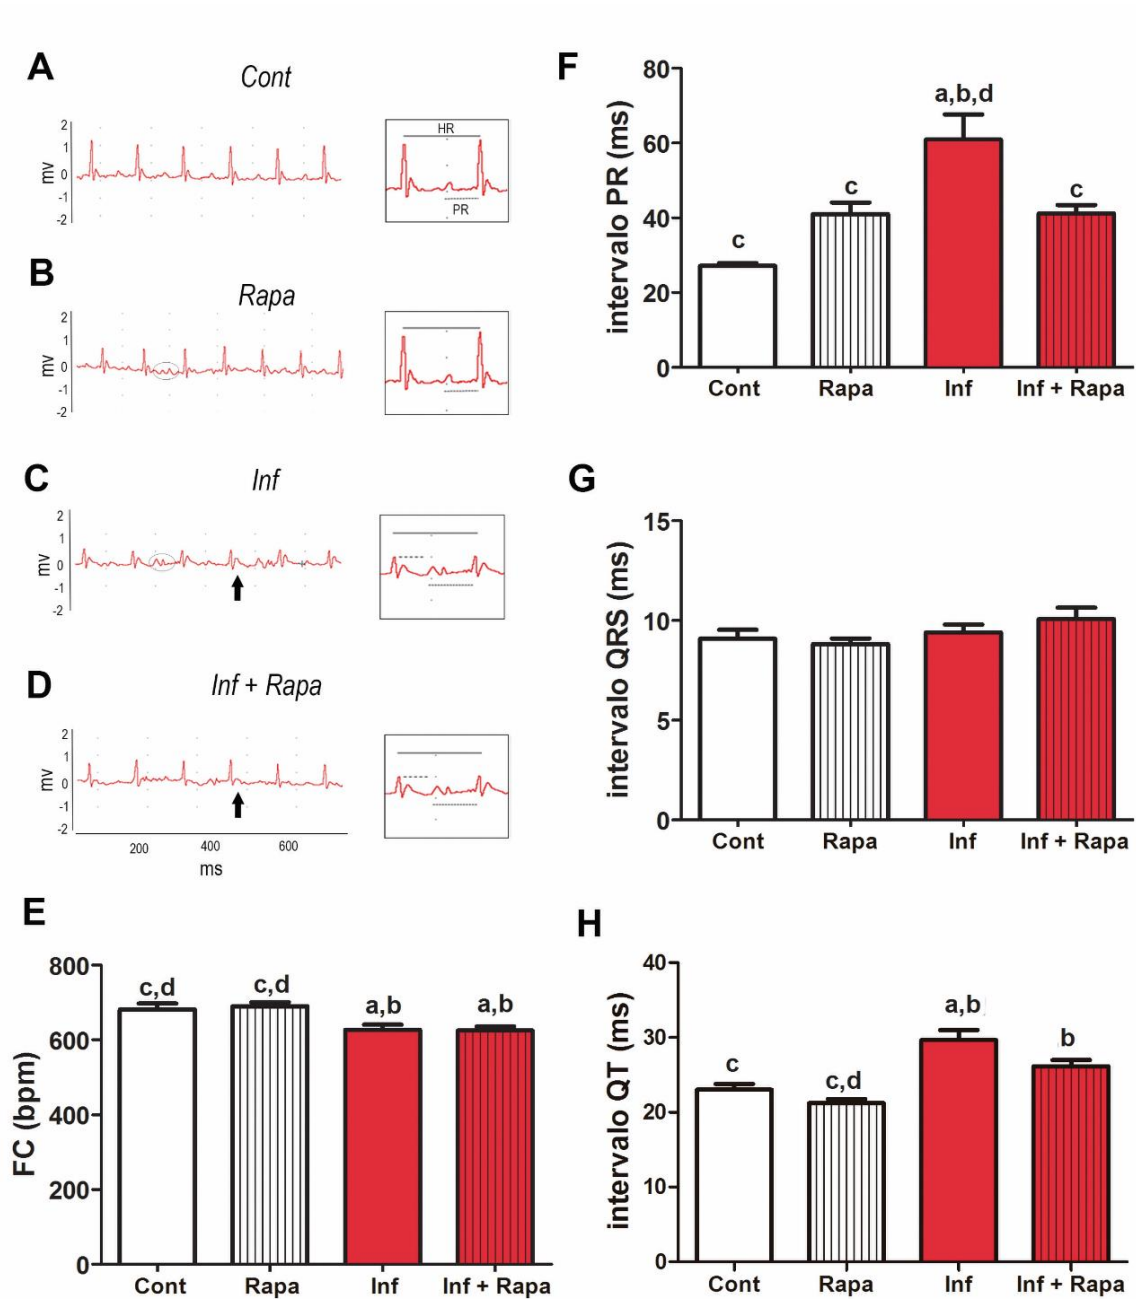 A
Cont
2
1
0
-1
-2
mv
HR
PR
B
Rapa
2
1
0
-1
-2
mv
C
Inf
2
1
0
-1
-2
mv
D
Inf + Rapa
2
1
0
-1
-2
mv
200 400 600
ms
E
800
600
400
200
0
FC (bpm)
c,d c,d a,b a,b
Cont Rapa Inf Inf + Rapa
F
80
60
40
20
0
intervalo PR (ms)
c c a,b,d c
Cont Rapa Inf Inf + Rapa
G
15
10
5
0
intervalo QRS (ms)
Cont Rapa Inf Inf + Rapa
H
40
30
20
10
0
intervalo QT (ms)
c c,d a,b b
Cont Rapa Inf Inf + Rapa